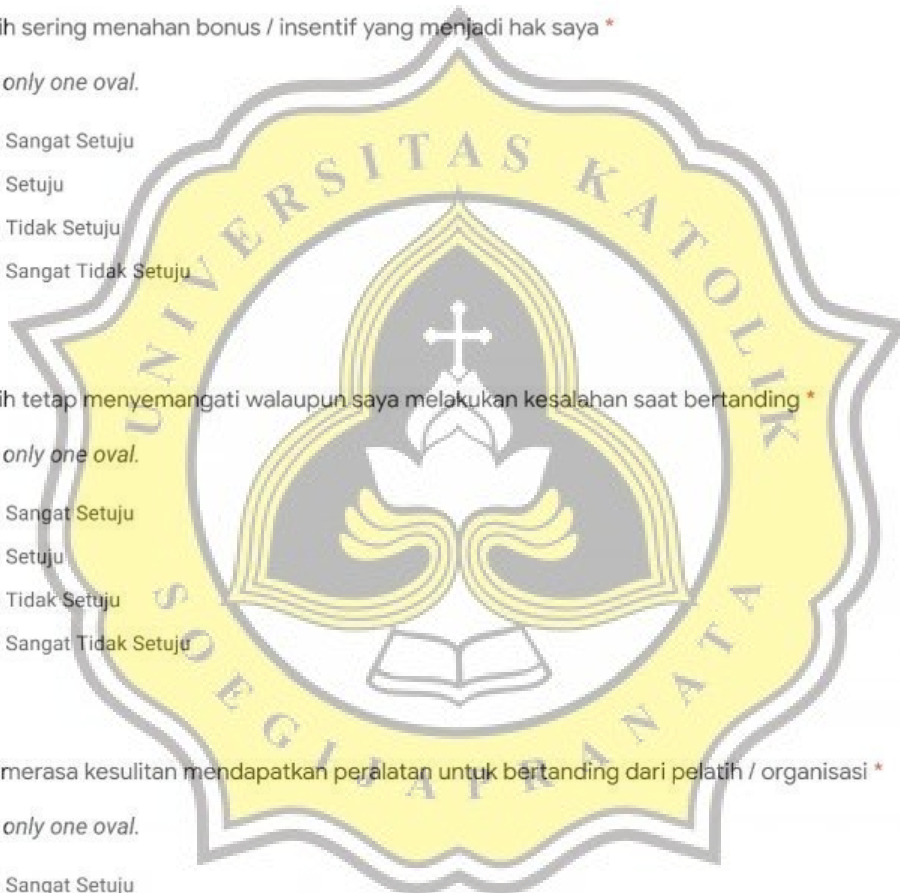 ih sering menahan bonus / insentif yang menjadi hak saya *
only one oval.
Sangat Setuju
Setuju
Tidak Setuju
Sangat Tidak Setuju
UNIVERSITAS KATOLIK
ih tetap menyemangati walaupun saya melakukan kesalahan saat bertanding *
only one oval.
Sangat Setuju
Setuju
Tidak Setuju
Sangat Tidak Setuju
SOEGIJAPRANATA
merasa kesulitan mendapatkan peralatan untuk bertanding dari pelatih / organisasi *
only one oval.
Sangat Setuju